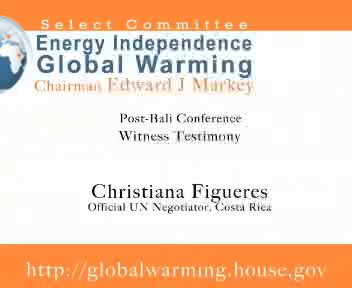 Select Committee
Energy Independence
Global Warming
Chairman Edward J Markey
Post-Bali Conference
Witness Testimony
Christiana Figueres
Official UN Negotiator, Costa Rica
http://globalwarming.house.gov